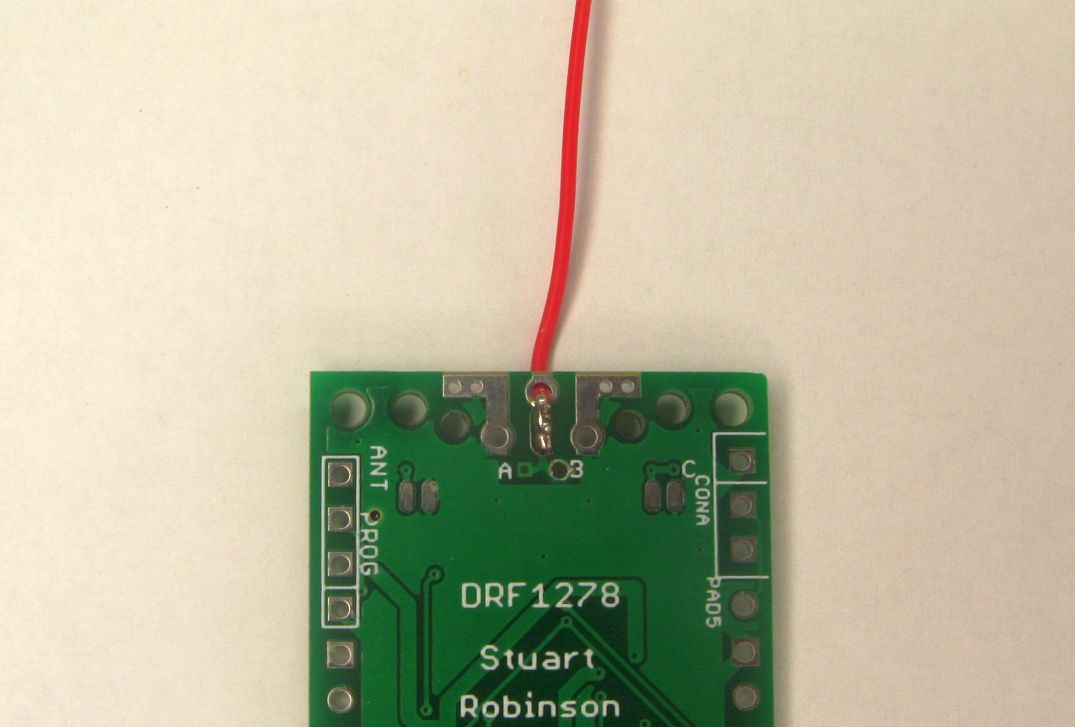 ANT
A
B
C
CONA
PROG
DRF1278
PAD5
Stuart
Robinson